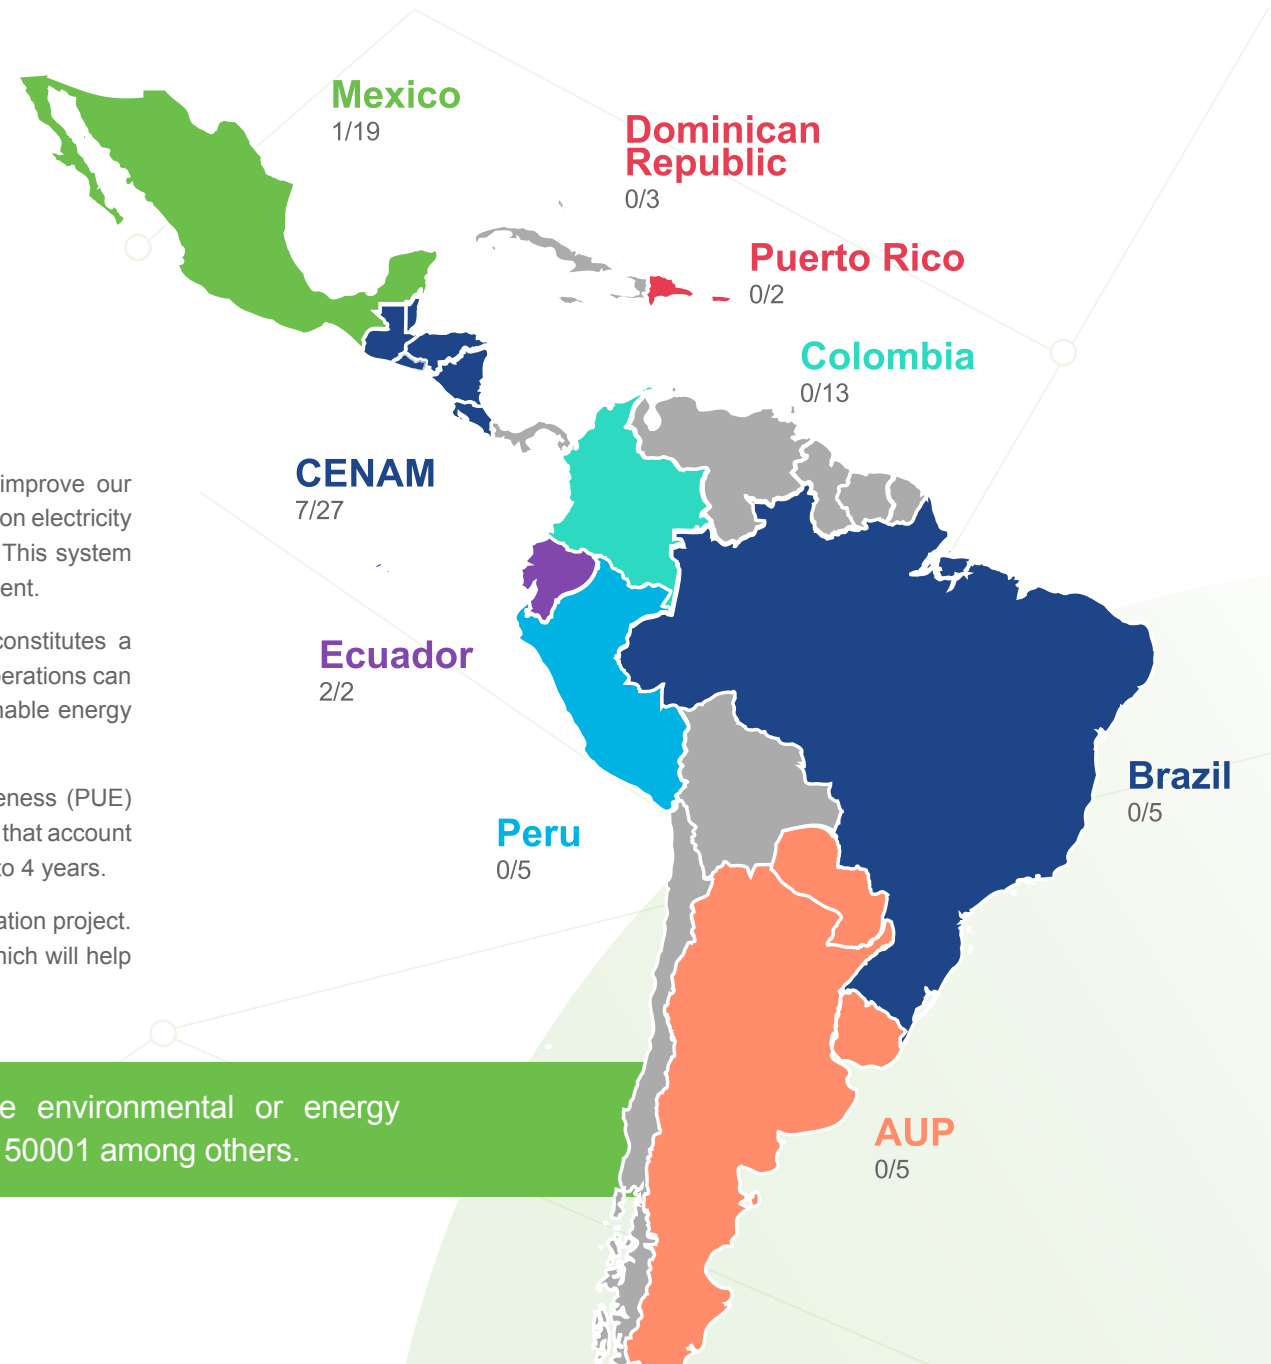 Mexico
1/19
Dominican
Republic
0/3
Puerto Rico
0/2
Colombia
0/13
CENAM
7/27
Ecuador
2/2
Peru
0/5
Brazil
0/5
AUP
0/5
improve our
on electricity
This system
ent.
constitutes a
perations can
nable energy
eness (PUE)
that account
to 4 years.
ation project.
hich will help
e environmental or energy
50001 among others.